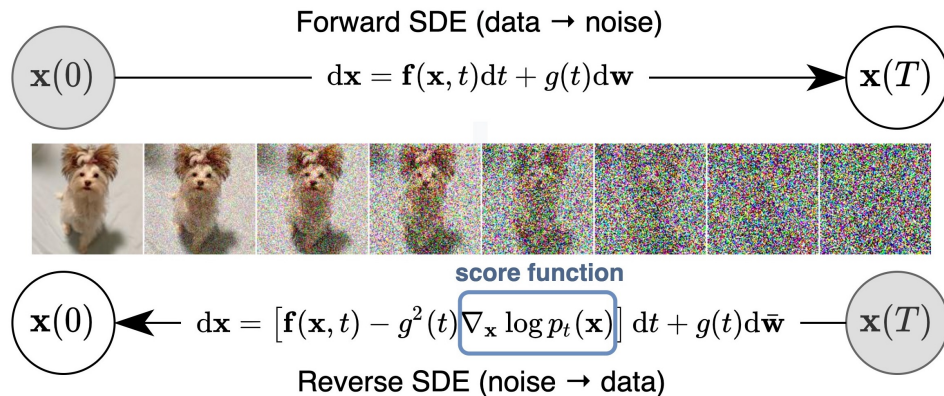 Forward SDE (data → noise)
x(0) dx = f(x, t)dt + g(t)dw x(T)
score function
x(0) dx = [f(x, t) − g²(t)∇ₓ log pₜ(x)] dt + g(t)dw̄ x(T)
Reverse SDE (noise → data)